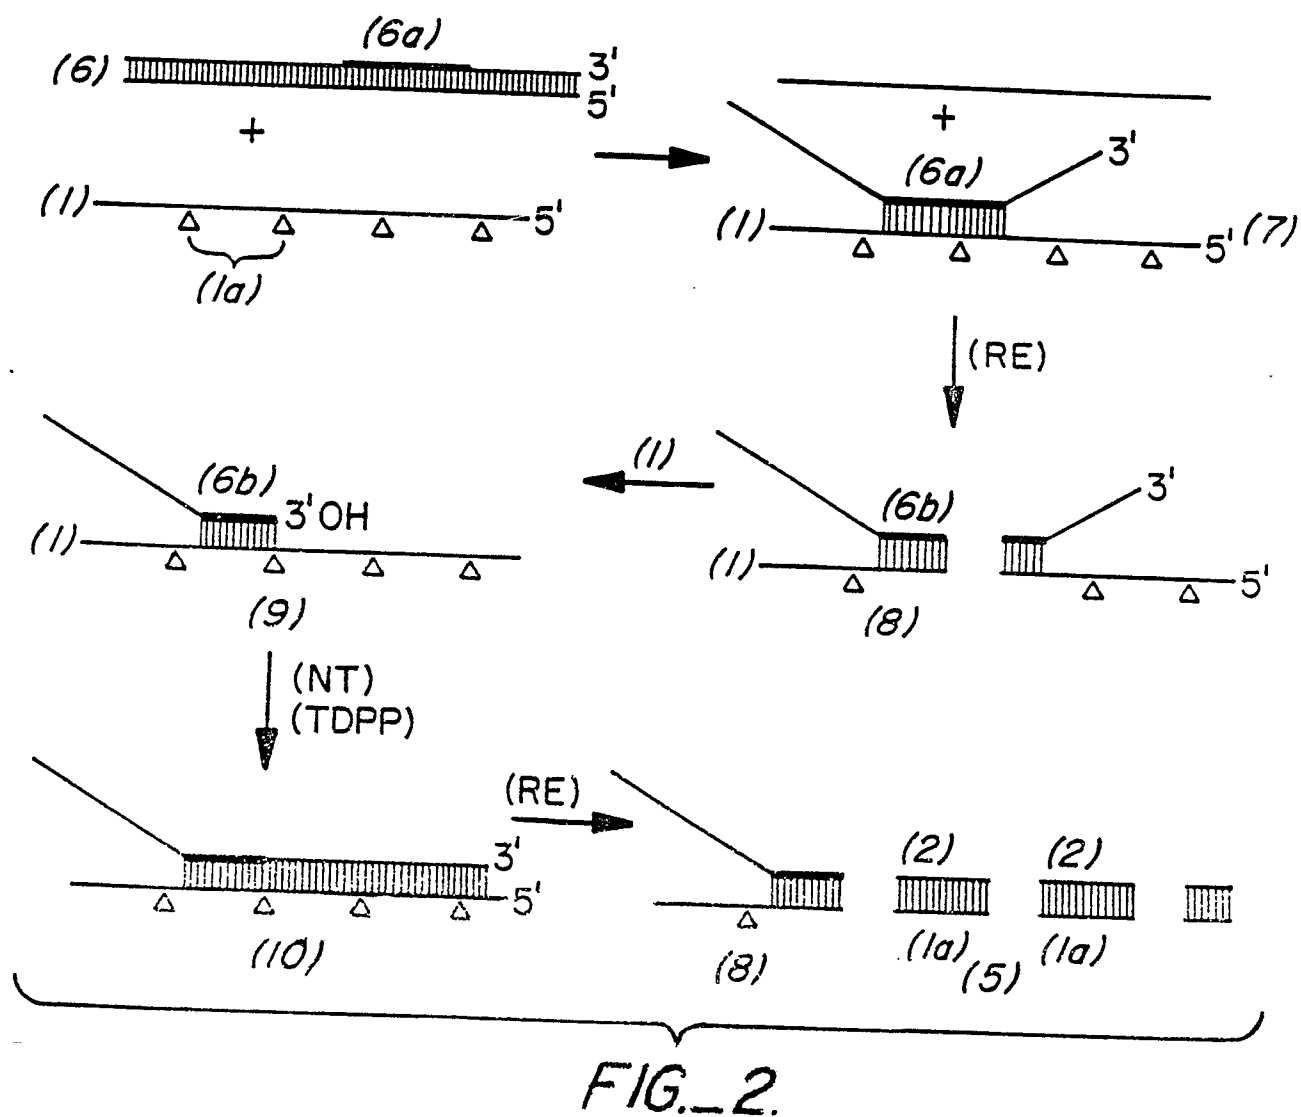 (6a)
(6) 3'
5'
+
(1) 5'
(1a)
+
3'
(6a)
(1) 5' (7)
(RE)
(1)
(6b) 3'OH
(1)
(9)
(6b) 3'
(1) 5'
(8)
(NT)
(TDPP)
(RE)
3'
5'
(10)
(2) (2)
(1a) (1a)
(8) (5)
FIG._2.